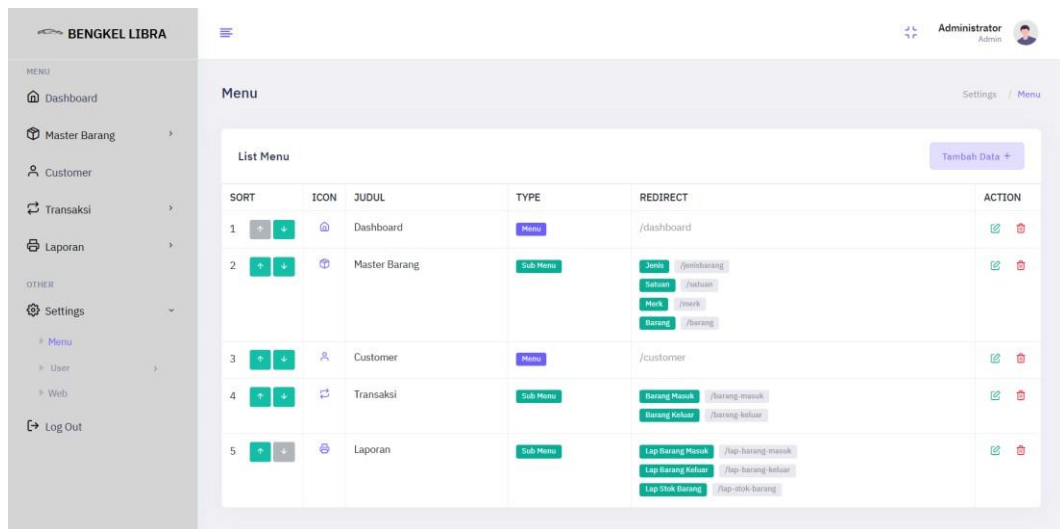 BENGKEL LIBRA
Administrator
Admin
MENU
Dashboard
Master Barang
Customer
Transaksi
Laporan
OTHER
Settings
Menu
User
Web
Log Out
Menu
Settings / Menu
List Menu
Tambah Data +
SORT ICON JUDUL TYPE REDIRECT ACTION
1 Dashboard Menu /dashboard
2 Master Barang Sub Menu Jenis /jenisbarang
Satuan /satuan
Merk /merk
Barang /barang
3 Customer Menu /customer
4 Transaksi Sub Menu Barang Masuk /barang-masuk
Barang Keluar /barang-keluar
5 Laporan Sub Menu Lap Barang Masuk /lap-barang-masuk
Lap Barang Keluar /lap-barang-keluar
Lap Stok Barang /lap-stok-barang